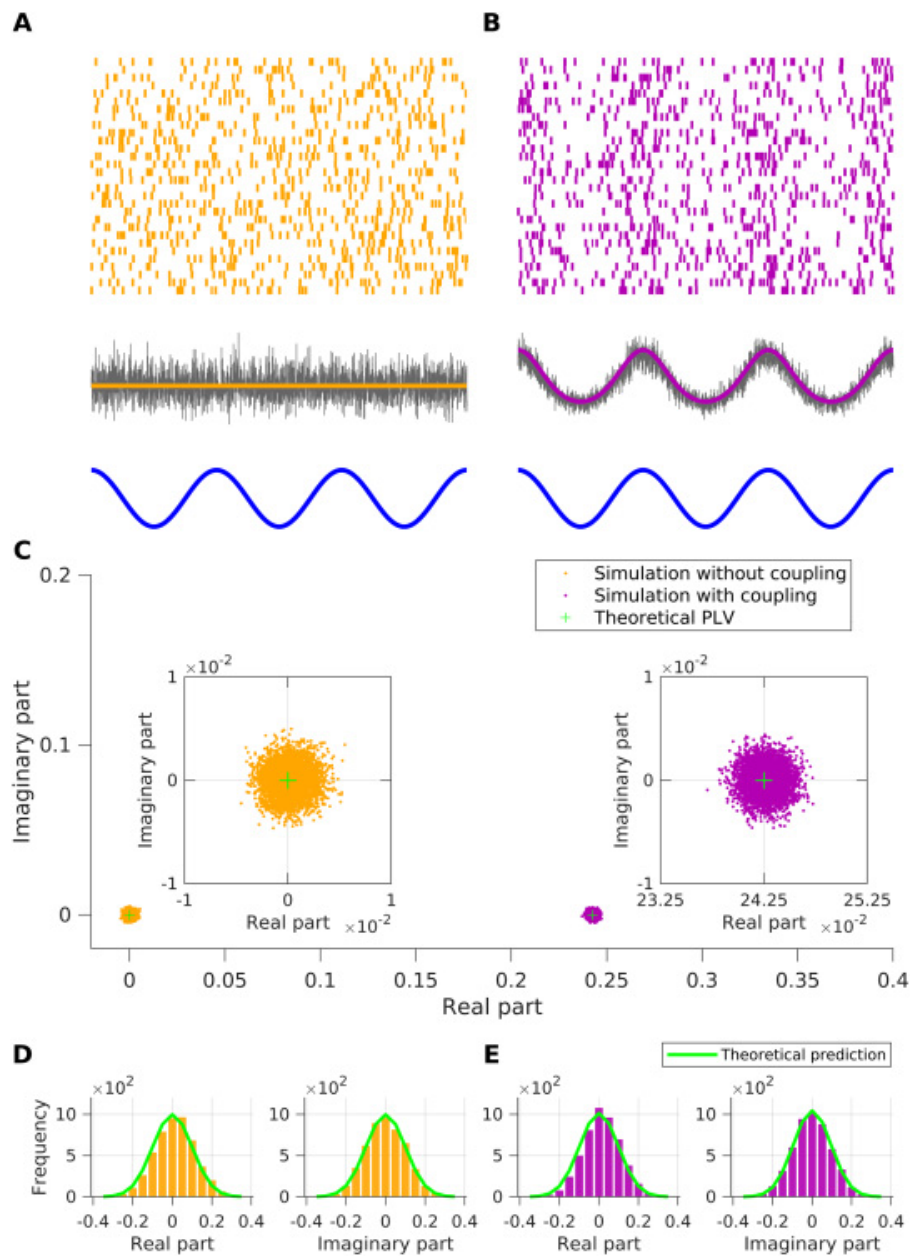 A
B
C
Simulation without coupling
Simulation with coupling
Theoretical PLV
0.2
0.1
0
Imaginary part
×10⁻²
1
0
-1
Imaginary part
-1
0
1
Real part
×10⁻²
×10⁻²
1
0
-1
Imaginary part
23.25
24.25
25.25
Real part
×10⁻²
0
0.05
0.1
0.15
0.2
0.25
0.3
0.35
0.4
Real part
D
E
Theoretical prediction
Frequency
×10²
10
5
0
-0.4 -0.2 0 0.2 0.4
Real part
×10²
10
5
0
-0.4 -0.2 0 0.2 0.4
Imaginary part
×10²
10
5
0
-0.4 -0.2 0 0.2 0.4
Real part
×10²
10
5
0
-0.4 -0.2 0 0.2 0.4
Imaginary part